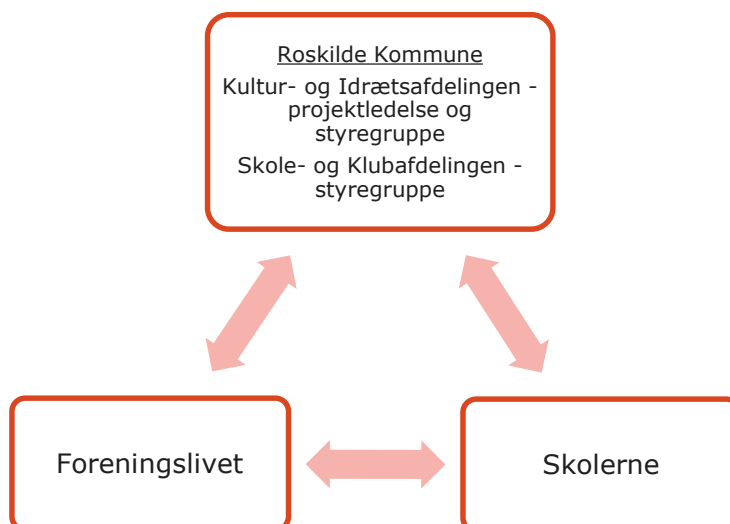 Roskilde Kommune
Kultur- og Idrætsafdelingen -
projektledelse og
styregruppe
Skole- og Klubafdelingen -
styregruppe
Foreningslivet
Skolerne